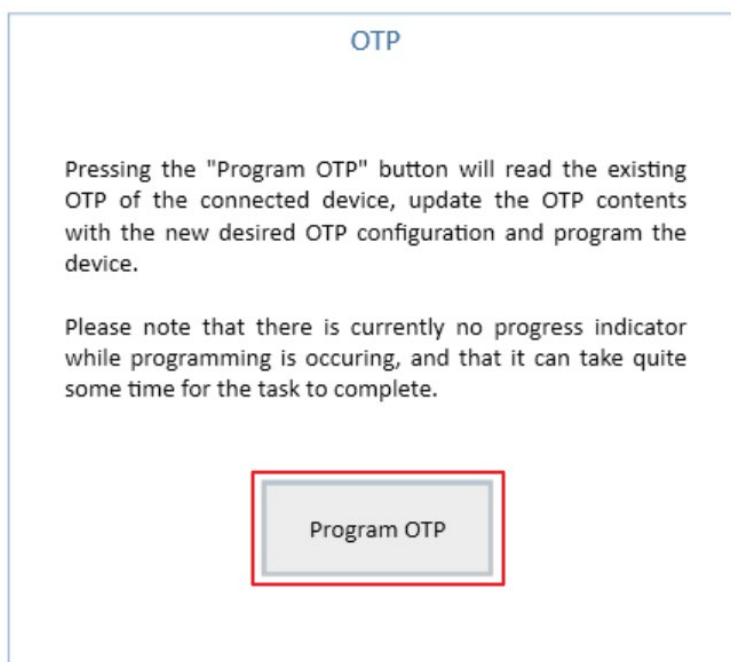 OTP
Pressing the "Program OTP" button will read the existing
OTP of the connected device, update the OTP contents
with the new desired OTP configuration and program the
device.
Please note that there is currently no progress indicator
while programming is occuring, and that it can take quite
some time for the task to complete.
Program OTP